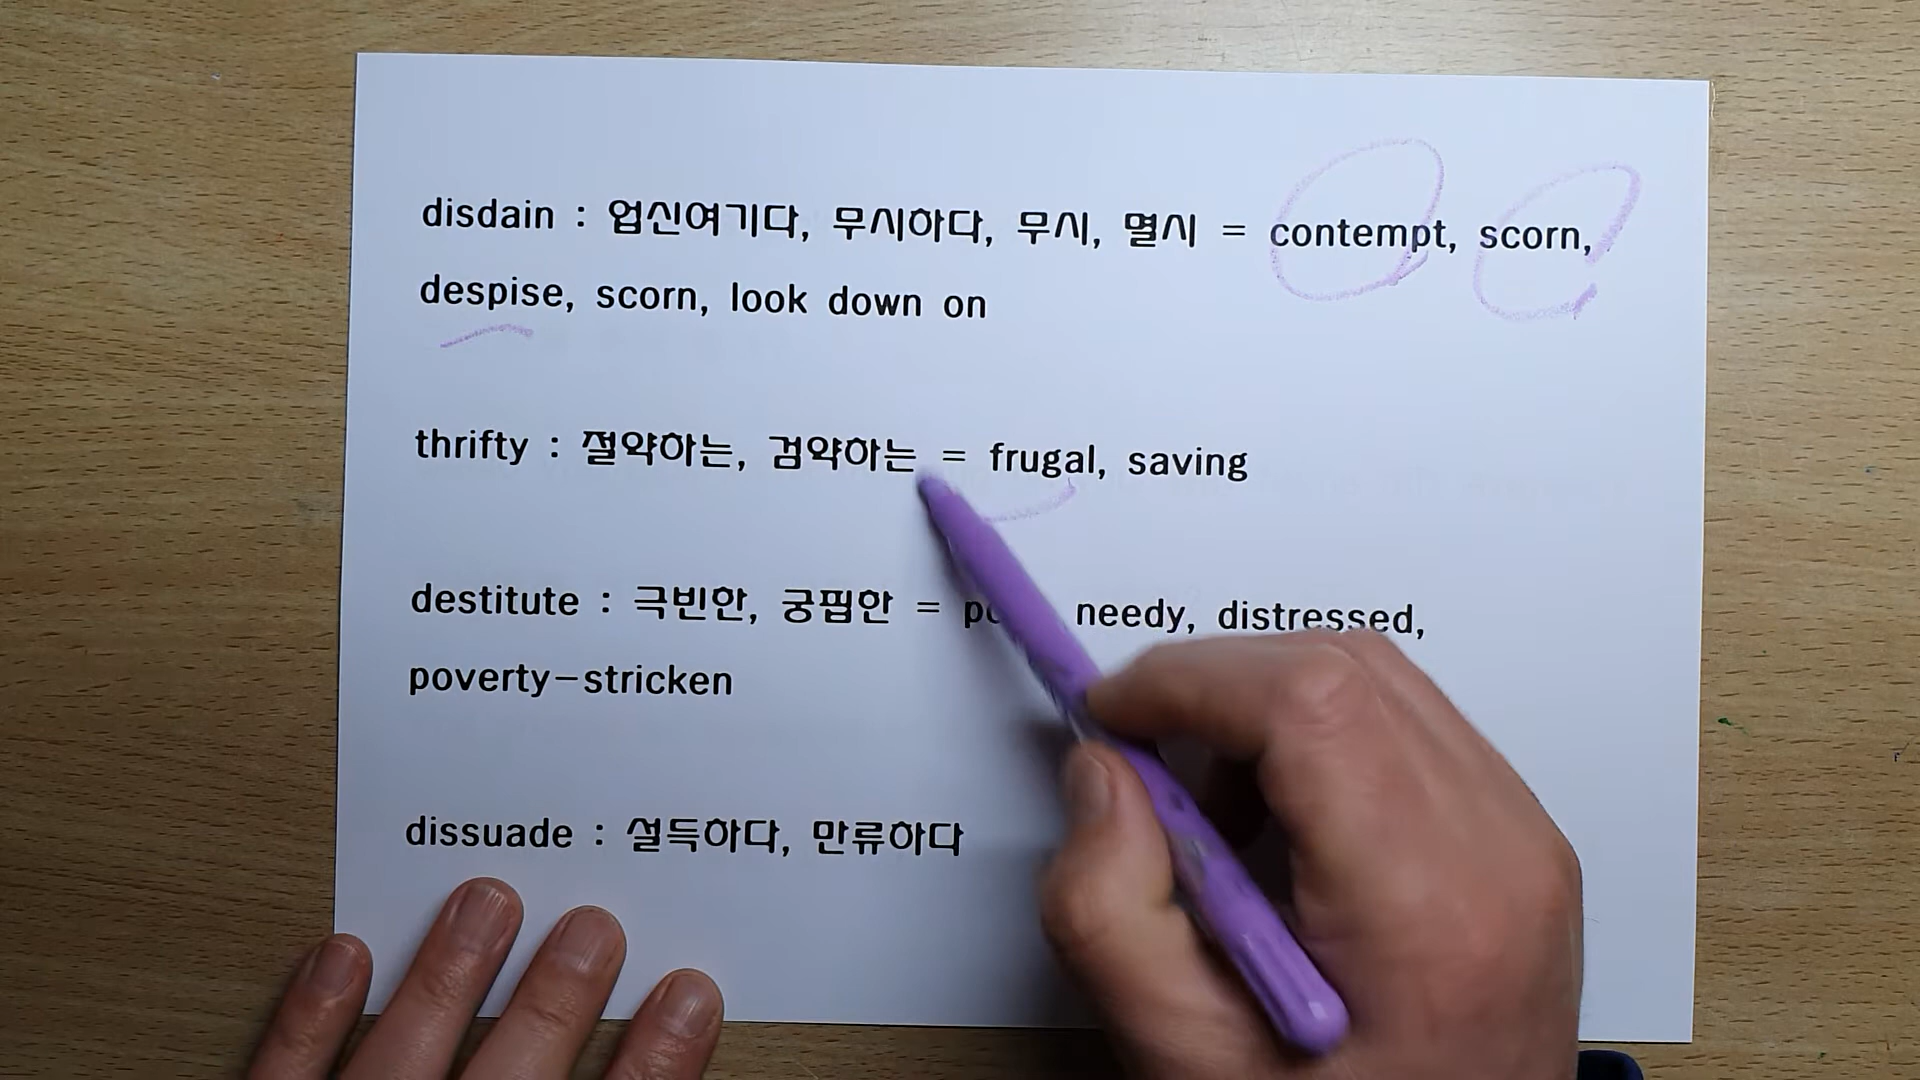 disdain : 업신여기다, 무시하다, 무시, 멸시 = contempt, scorn,
despise, scorn, look down on
thrifty : 절약하는, 검약하는 = frugal, saving
destitute : 극빈한, 궁핍한 = needy, distressed,
poverty-stricken
dissuade : 설득하다, 만류하다